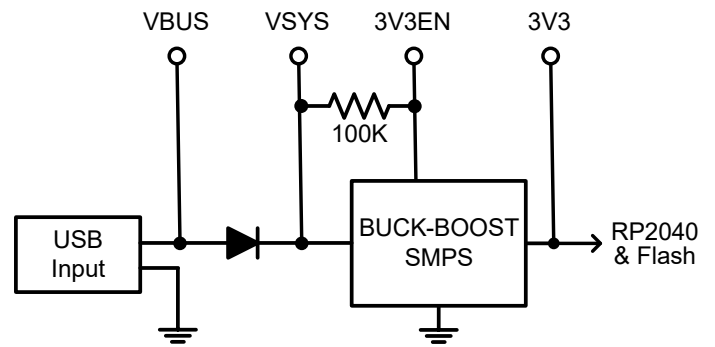 VBUS VSYS 3V3EN 3V3
100K
USB
Input
BUCK-BOOST
SMPS
RP2040
& Flash